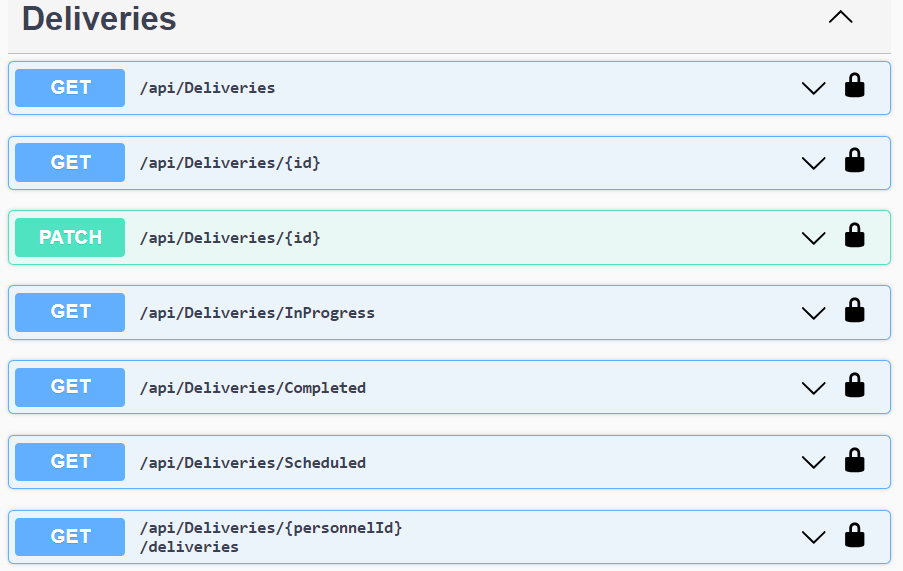 Deliveries
GET /api/Deliveries
GET /api/Deliveries/{id}
PATCH /api/Deliveries/{id}
GET /api/Deliveries/InProgress
GET /api/Deliveries/Completed
GET /api/Deliveries/Scheduled
GET /api/Deliveries/{personnelId}
/deliveries